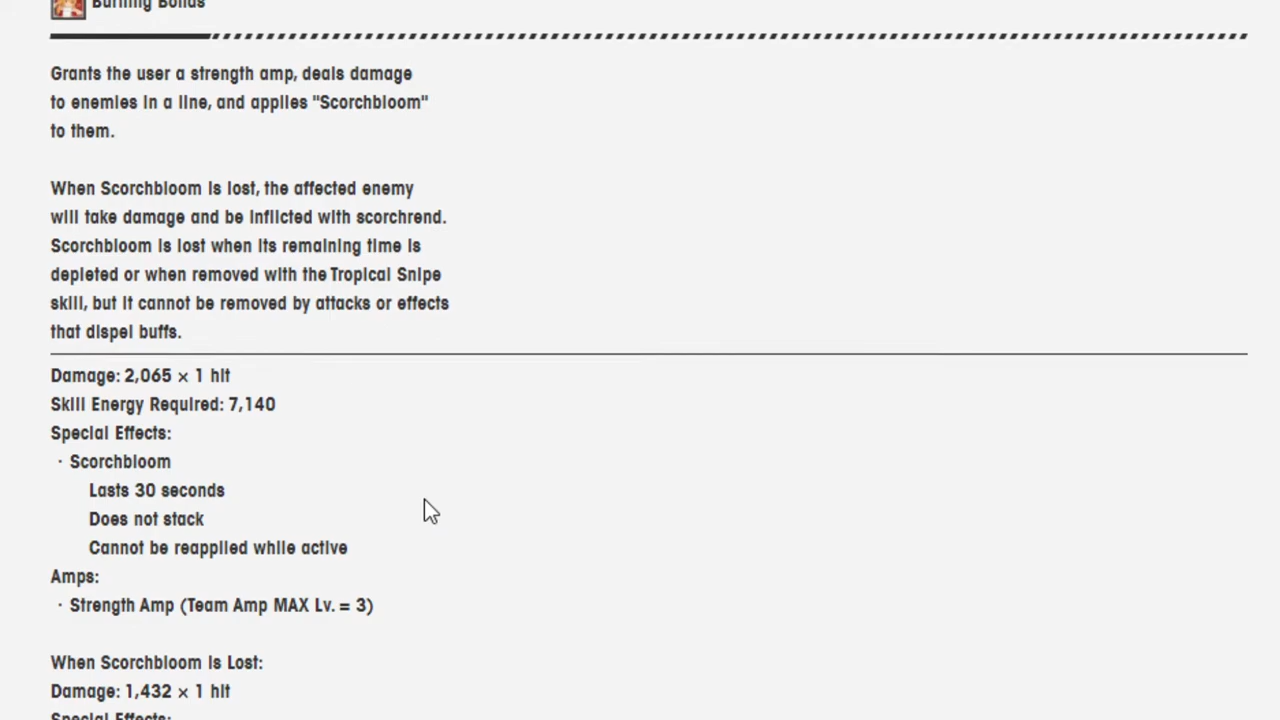 Burning Bonds
Grants the user a strength amp, deals damage
to enemies in a line, and applies "Scorchbloom"
to them.
When Scorchbloom is lost, the affected enemy
will take damage and be inflicted with scorchrend.
Scorchbloom is lost when its remaining time is
depleted or when removed with the Tropical Snipe
skill, but it cannot be removed by attacks or effects
that dispel buffs.
Damage: 2,065 × 1 hit
Skill Energy Required: 7,140
Special Effects:
・Scorchbloom
Lasts 30 seconds
Does not stack
Cannot be reapplied while active
Amps:
・Strength Amp (Team Amp MAX Lv. = 3)
When Scorchbloom Is Lost:
Damage: 1,432 × 1 hit
Special Effects: